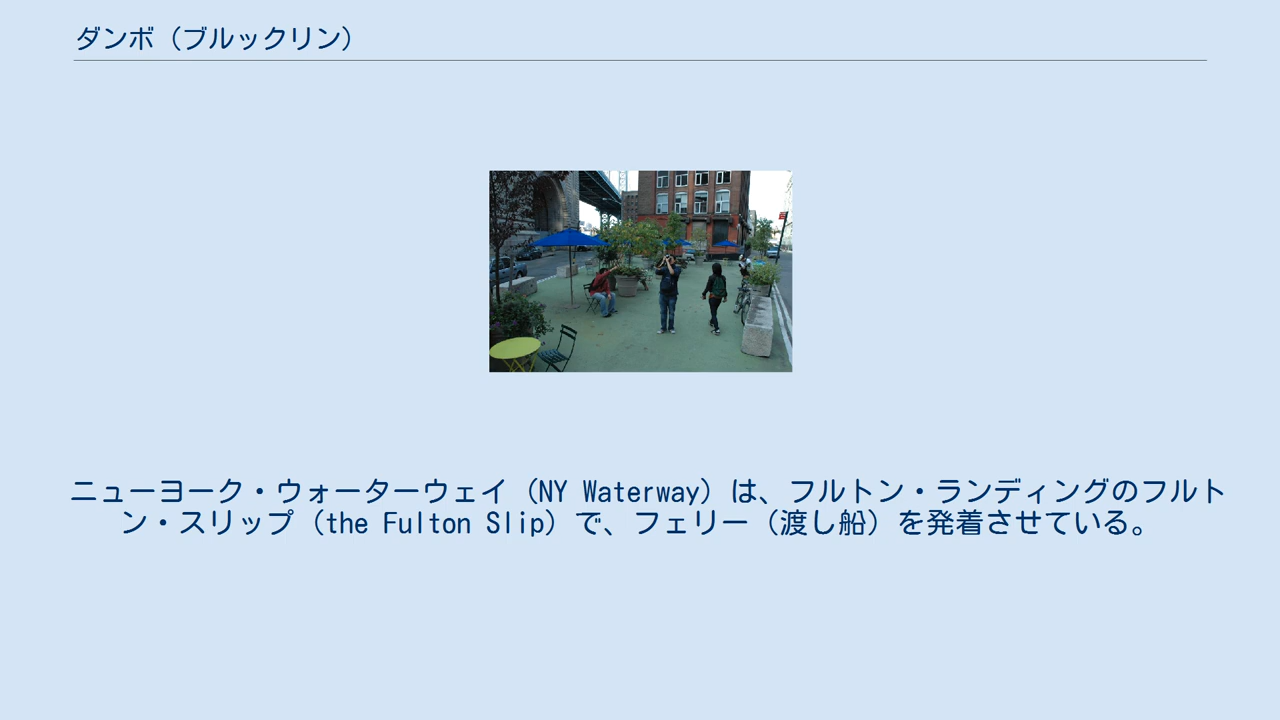 ダンボ（ブルックリン）
ニューヨーク・ウォーターウェイ（NY Waterway）は、フルトン・ランディングのフルト
ン・スリップ（the Fulton Slip）で、フェリー（渡し船）を発着させている。